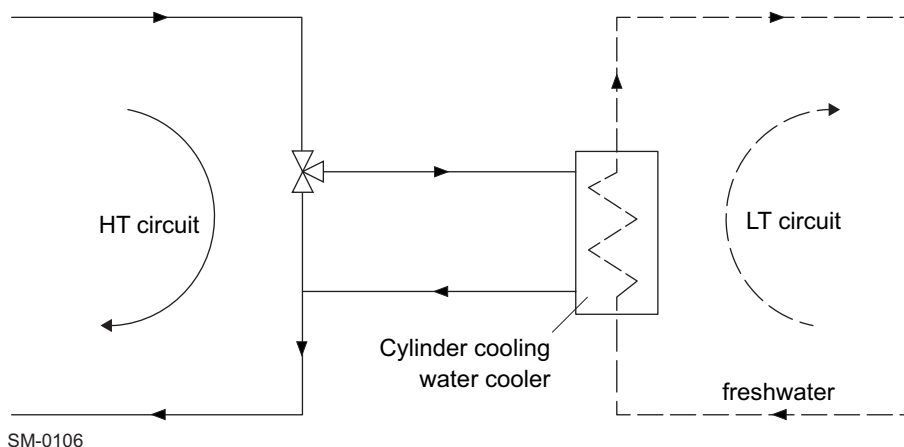 HT circuit
LT circuit
Cylinder cooling
water cooler
freshwater
SM-0106